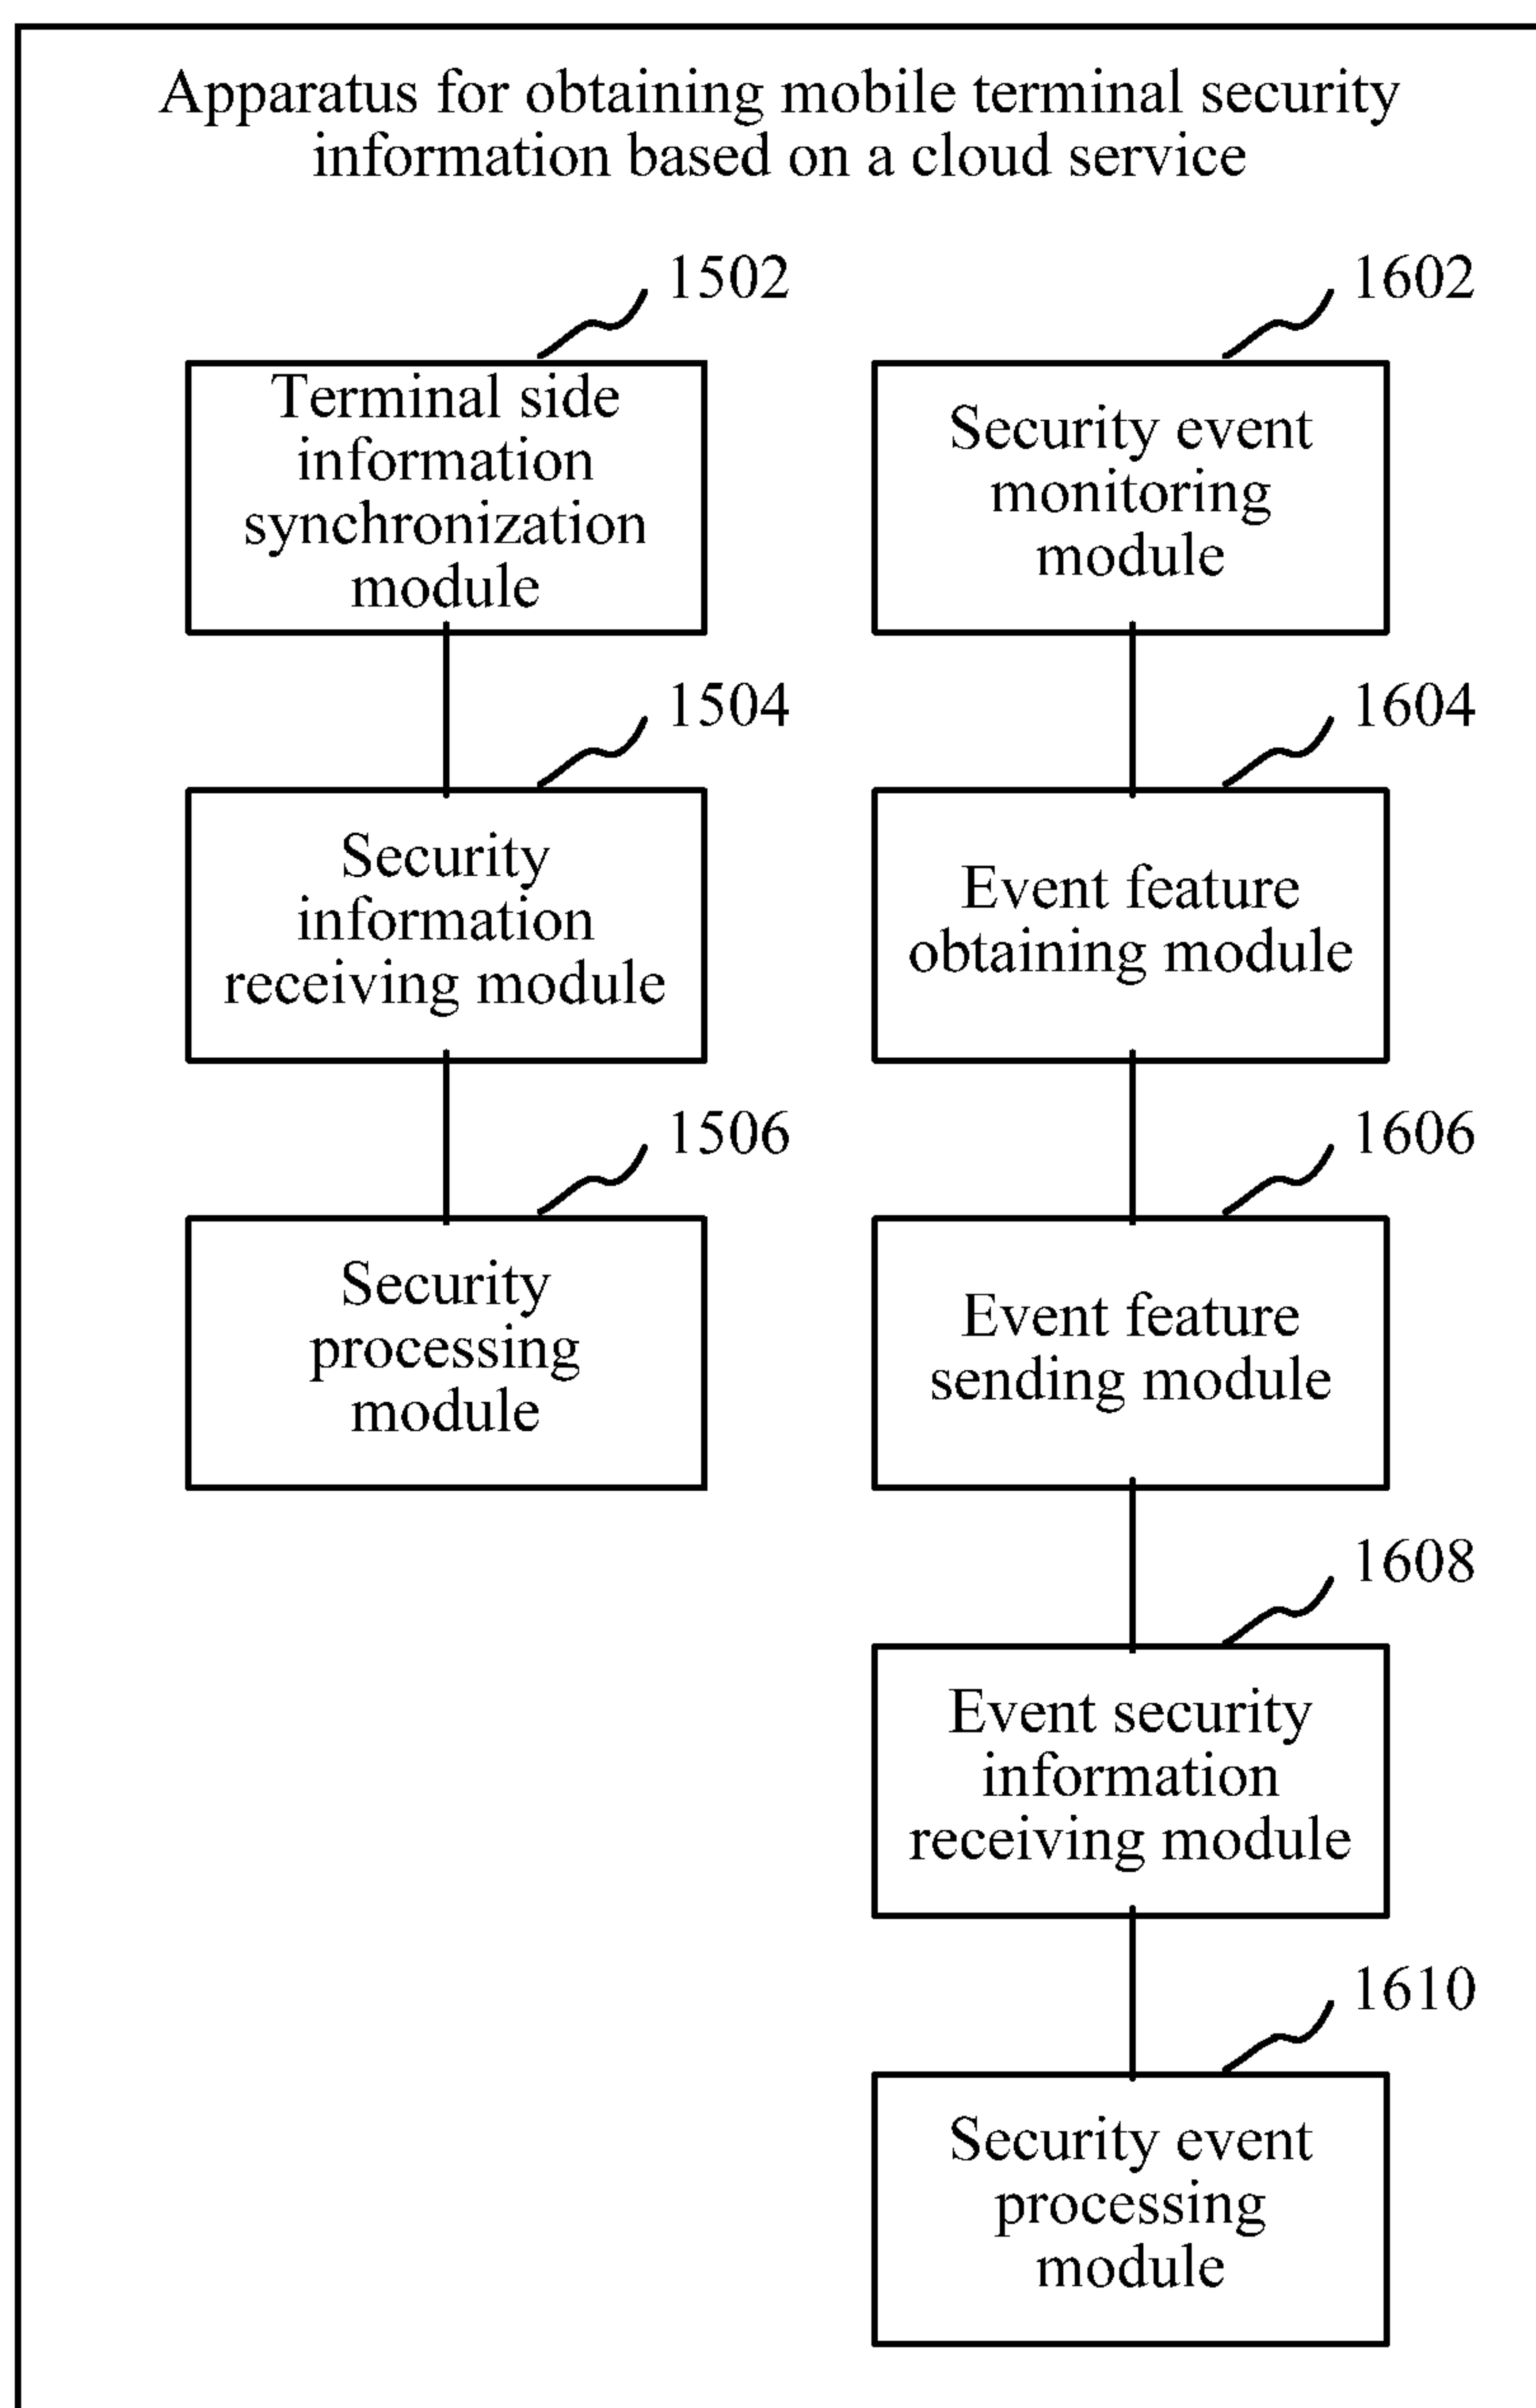 Apparatus for obtaining mobile terminal security
information based on a cloud service
1502
Terminal side
information
synchronization
module
1504
Security
information
receiving module
1506
Security
processing
module
1602
Security event
monitoring
module
1604
Event feature
obtaining module
1606
Event feature
sending module
1608
Event security
information
receiving module
1610
Security event
processing
module